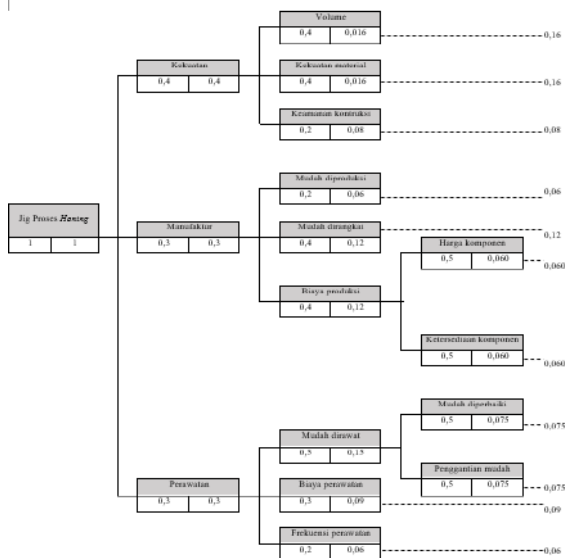 Volume
0,4 0,016
0,16
Kekuatan
0,4 0,4
Kekuatan material
0,4 0,016
0,16
Keamanan kontruksi
0,2 0,08
0,08
Mudah diproduksi
0,2 0,06
0,06
Jig Proses Honing
1 1
Manufaktur
0,3 0,3
Mudah dirangkai
0,4 0,12
0,12
Harga komponen
0,5 0,060
0,060
Biaya produksi
0,4 0,12
Ketersediaan komponen
0,5 0,060
0,060
Mudah diperbaiki
0,5 0,075
0,075
Mudah dirawat
0,5 0,15
Penggantian mudah
0,5 0,075
0,075
Perawatan
0,3 0,3
Biaya perawatan
0,3 0,09
0,09
Frekuensi perawatan
0,2 0,06
0,06